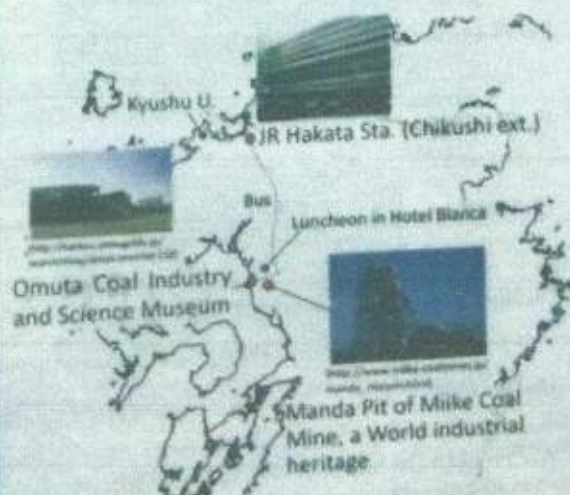 Kyushu U.
JR Hakata Sta. (Chikushi ext.)
Bus
Luncheon in Hotel Blanca
Omuta Coal Industry
and Science Museum
Manda Pit of Miike Coal
Mine, a World industrial
heritage